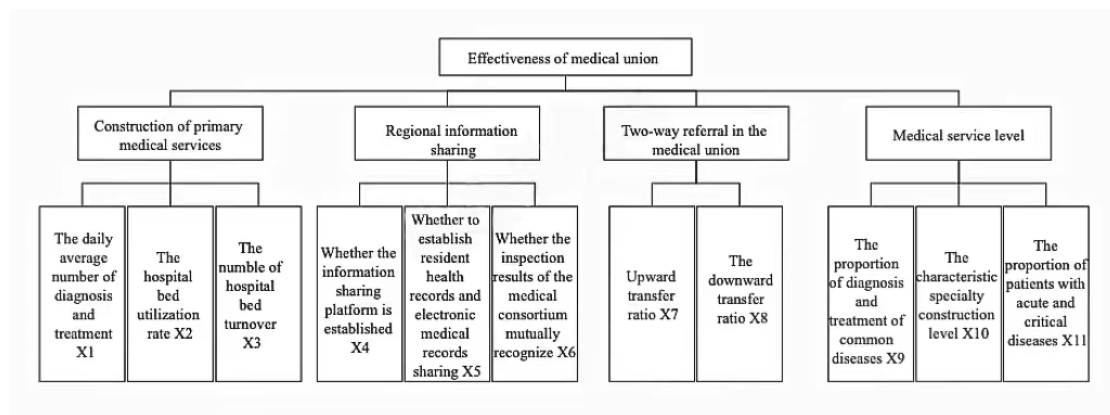 Effectiveness of medical union
Construction of primary
medical services
Regional information
sharing
Two-way referral in the
medical union
Medical service level
The daily
average
number of
diagnosis
and
treatment
X1
The
hospital
bed
utilization
rate X2
The
numble of
hospital
bed
turnover
X3
Whether the
information
sharing
platform is
established
X4
Whether to
establish
resident
health
records and
electronic
medical
records
sharing X5
Whether the
inspection
results of the
medical
consortium
mutually
recognize X6
Upward
transfer
ratio X7
The
downward
transfer
ratio X8
The
proportion
of diagnosis
and
treatment of
common
diseases X9
The
characteristic
specialty
construction
level X10
The
proportion of
patients with
acute and
critical
diseases X11